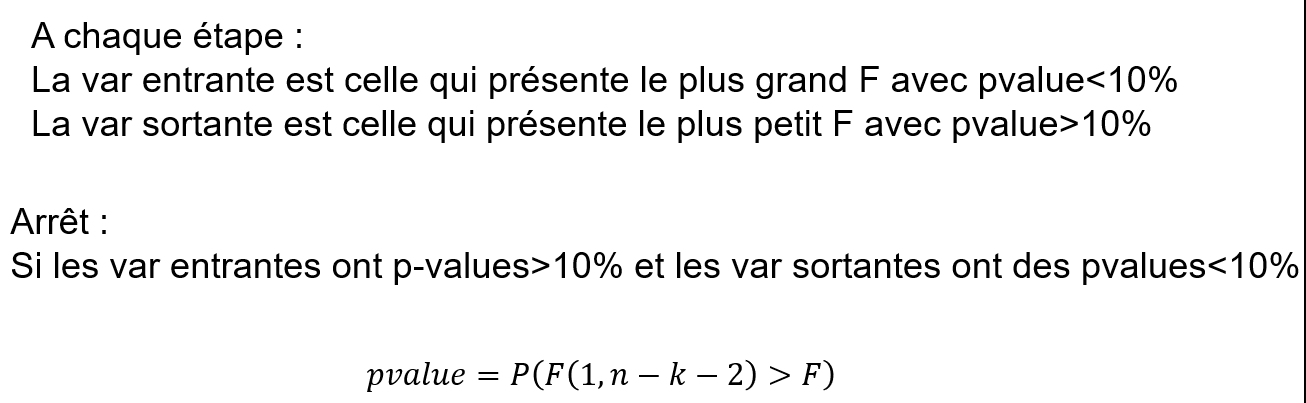 A chaque étape :
La var entrante est celle qui présente le plus grand F avec pvalue<10%
La var sortante est celle qui présente le plus petit F avec pvalue>10%
Arrêt :
Si les var entrantes ont p-values>10% et les var sortantes ont des pvalues<10%
pvalue = P(F(1, n − k − 2) > F)